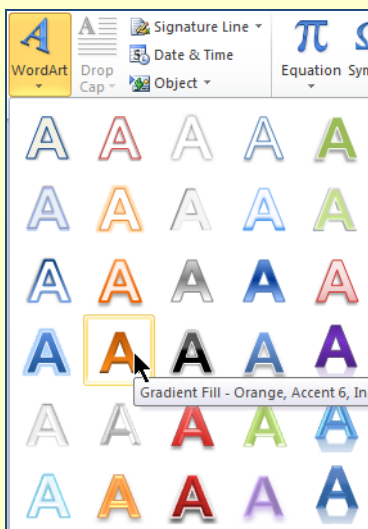 Signature Line
Date & Time
Object
WordArt
Drop
Cap
Equation
A A A A A
A A A A A
A A A A A
A A A A A
Gradient Fill - Orange, Accent 6, In
A A A A A
A A A A A